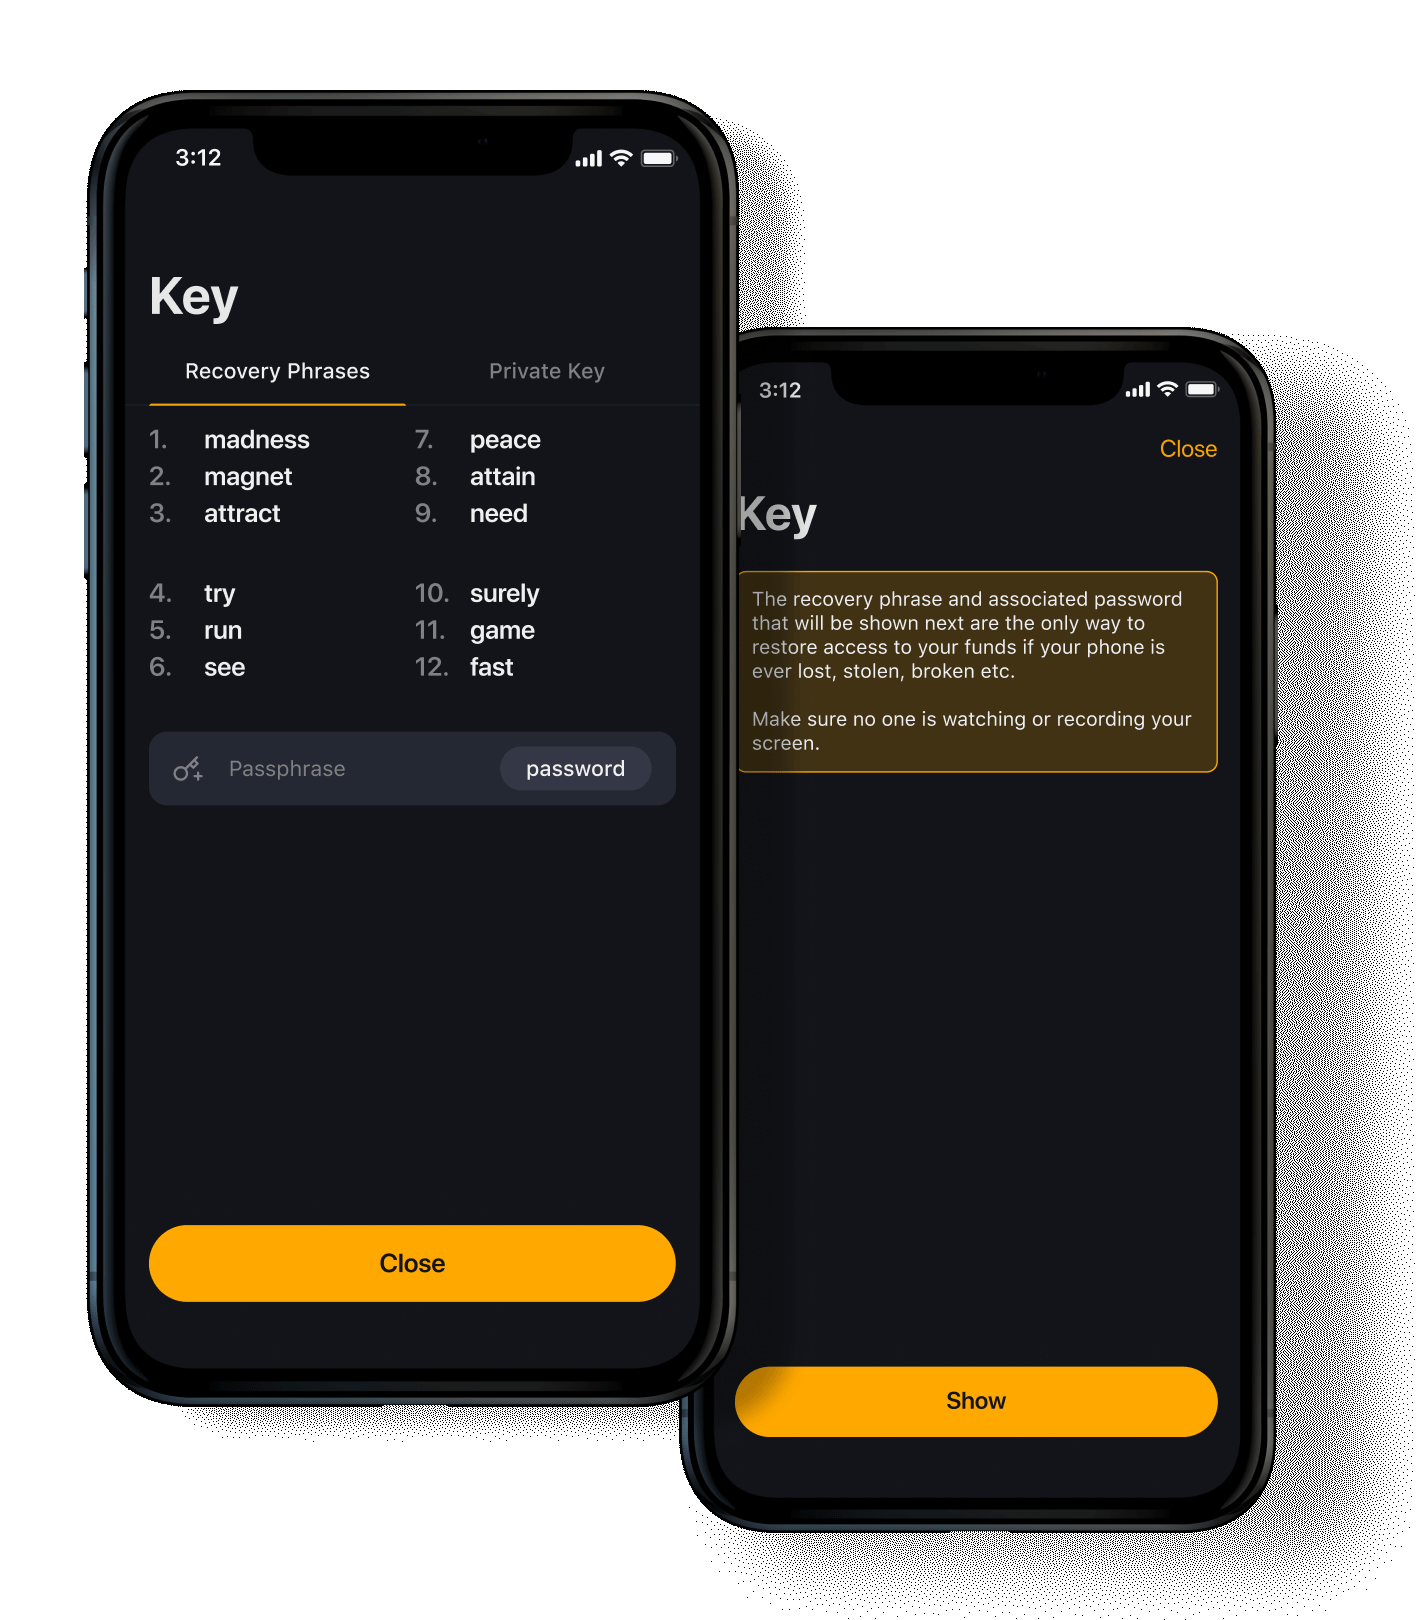 3:12
Key
Recovery Phrases Private Key
1. madness 7. peace
2. magnet 8. attain
3. attract 9. need
4. try 10. surely
5. run 11. game
6. see 12. fast
Passphrase password
Close
3:12
Close
Key
The recovery phrase and associated password
that will be shown next are the only way to
restore access to your funds if your phone is
ever lost, stolen, broken etc.
Make sure no one is watching or recording your
screen.
Show